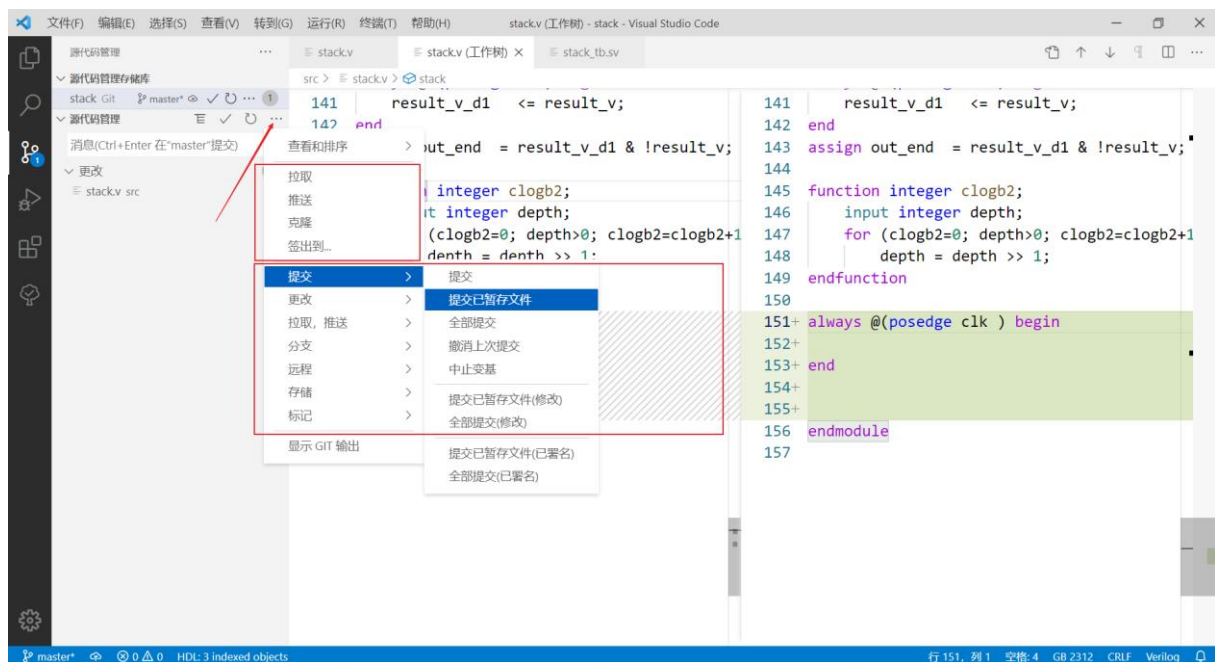 文件(F) 编辑(E) 选择(S) 查看(V) 转到(G) 运行(R) 终端(T) 帮助(H) stack.v (工作树) - stack - Visual Studio Code
源代码管理 ...
stack.v stack.v (工作树) × stack_tb.sv
源代码管理存储库
src > stack.v > stack
stack Git master* ... 1
源代码管理 ...
消息(Ctrl+Enter 在"master"提交)
更改
stack.v src
1
查看和排序 >
拉取
推送
克隆
签出到...
提交 >
更改 >
拉取, 推送 >
分支 >
远程 >
存储 >
标记 >
显示 GIT 输出
提交
提交已暂存文件
全部提交
撤消上次提交
中止变基
提交已暂存文件(修改)
全部提交(修改)
提交已暂存文件(已署名)
全部提交(已署名)
141 result_v_d1 <= result_v;
142 end
out_end = result_v_d1 & !result_v;
integer clogb2;
integer depth;
(clogb2=0; depth>0; clogb2=clogb2+1
depth = depth >> 1;
141 result_v_d1 <= result_v;
142 end
143 assign out_end = result_v_d1 & !result_v;
144
145 function integer clogb2;
146 input integer depth;
147 for (clogb2=0; depth>0; clogb2=clogb2+1
148 depth = depth >> 1;
149 endfunction
150
151+ always @(posedge clk ) begin
152+
153+ end
154+
155+
156 endmodule
157
master* 0 0 HDL: 3 indexed objects
行 151, 列 1 空格: 4 GB 2312 CRLF Verilog